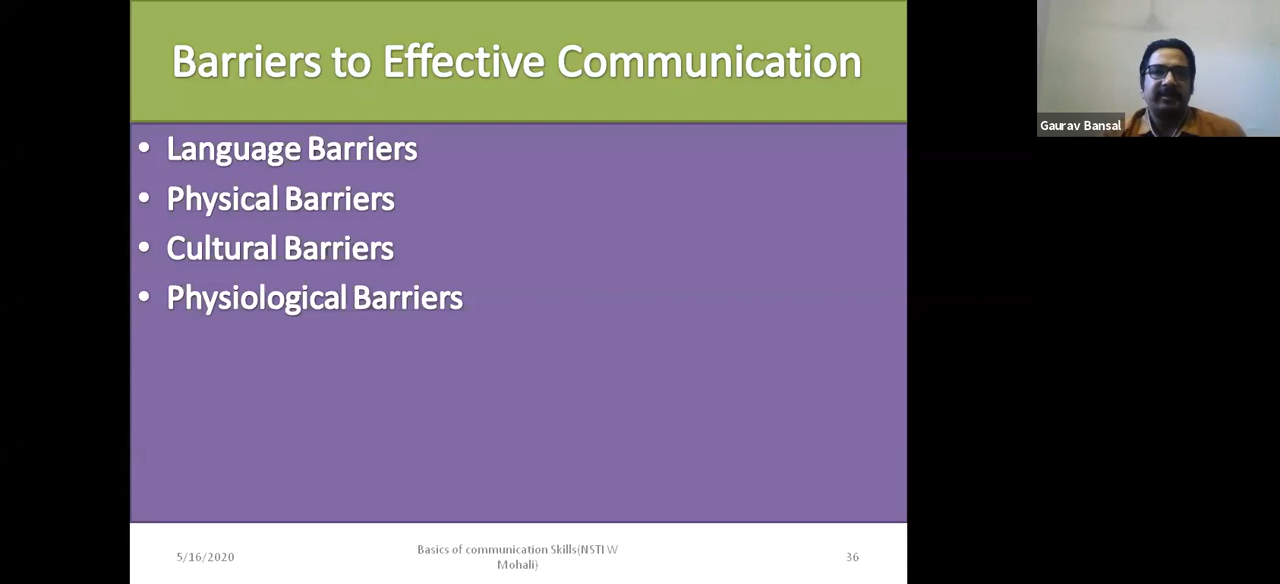 Barriers to Effective Communication
• Language Barriers
• Physical Barriers
• Cultural Barriers
• Physiological Barriers
5/16/2020
Basics of communication Skills(NSTI W
Mohali)
36
Gaurav Bansal